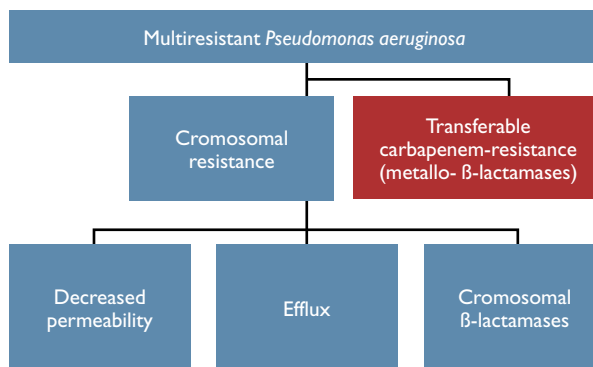 Multiresistant Pseudomonas aeruginosa
Cromosomal
resistance
Transferable
carbapenem-resistance
(metallo- ß-lactamases)
Decreased
permeability
Efflux
Cromosomal
ß-lactamases